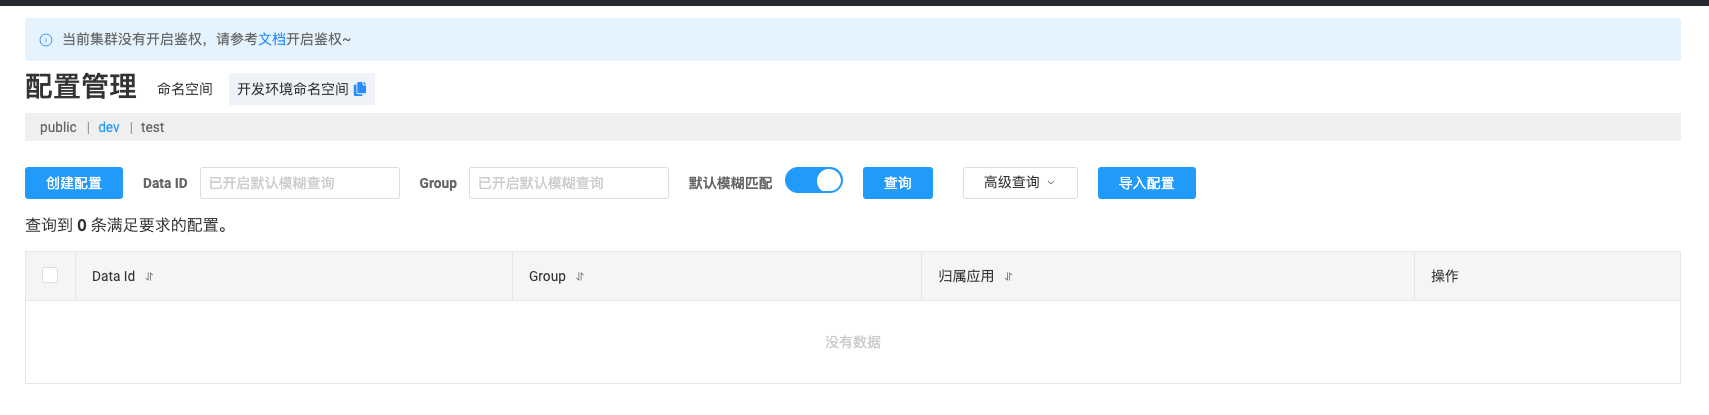 当前集群没有开启鉴权，请参考文档开启鉴权~
配置管理 命名空间 开发环境命名空间
public | dev | test
创建配置 Data ID 已开启默认模糊查询 Group 已开启默认模糊查询 默认模糊匹配 查询 高级查询 导入配置
查询到 0 条满足要求的配置。
Data Id Group 归属应用 操作
没有数据